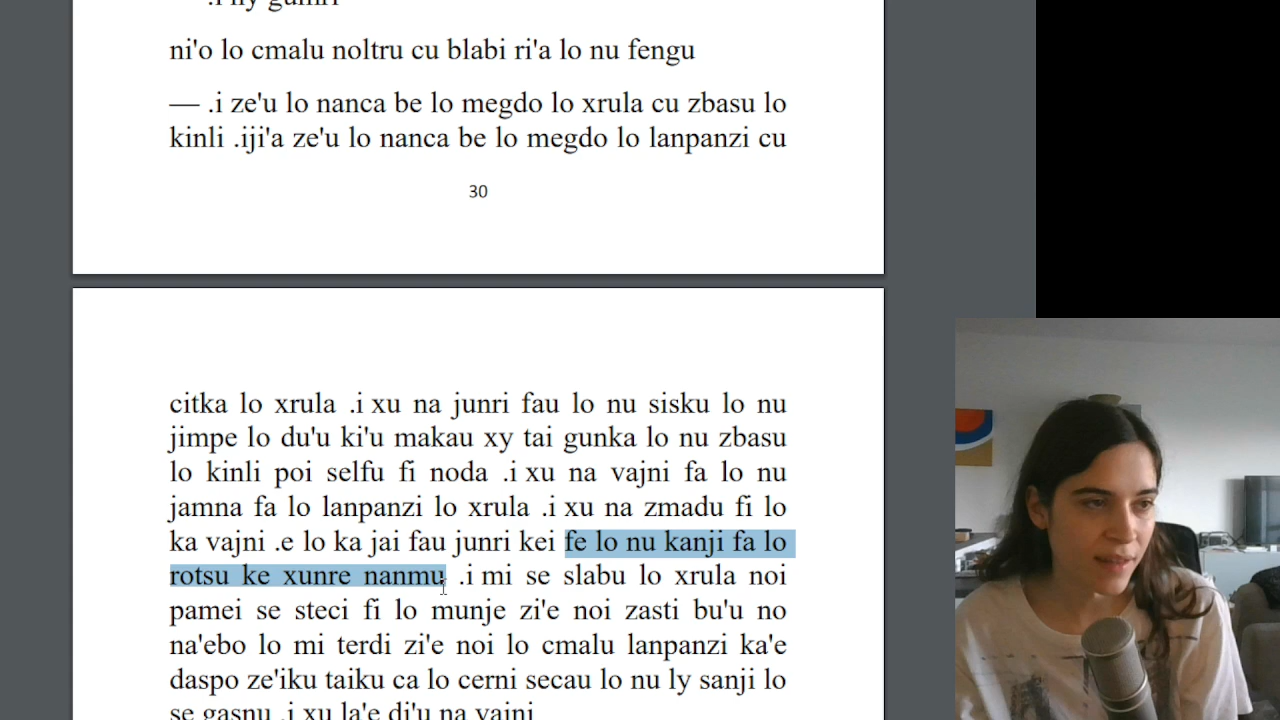 — .i ny gumri
ni'o lo cmalu noltru cu blabi ri'a lo nu fengu
— .i ze'u lo nanca be lo megdo lo xrula cu zbasu lo
kinli .iji'a ze'u lo nanca be lo megdo lo lanpanzi cu
30
citka lo xrula .i xu na junri fau lo nu sisku lo nu
jimpe lo du'u ki'u makau xy tai gunka lo nu zbasu
lo kinli poi selfu fi noda .i xu na vajni fa lo nu
jamna fa lo lanpanzi lo xrula .i xu na zmadu fi lo
ka vajni .e lo ka jai fau junri kei fe lo nu kanji fa lo
rotsu ke xunre nanmu .i mi se slabu lo xrula noi
pamei se steci fi lo munje zi'e noi zasti bu'u no
na'ebo lo mi terdi zi'e noi lo cmalu lanpanzi ka'e
daspo ze'iku taiku ca lo cerni secau lo nu ly sanji lo
se gasnu .i xu la'e di'u na vajni